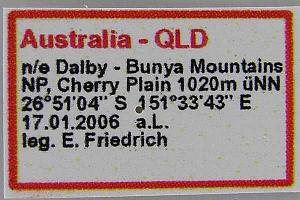 Australia - QLD
n/e Dalby - Bunya Mountains
NP, Cherry Plain 1020m üNN
26°51'04" S , 151°33'43" E
17.01.2006 a.L.
leg. E. Friedrich